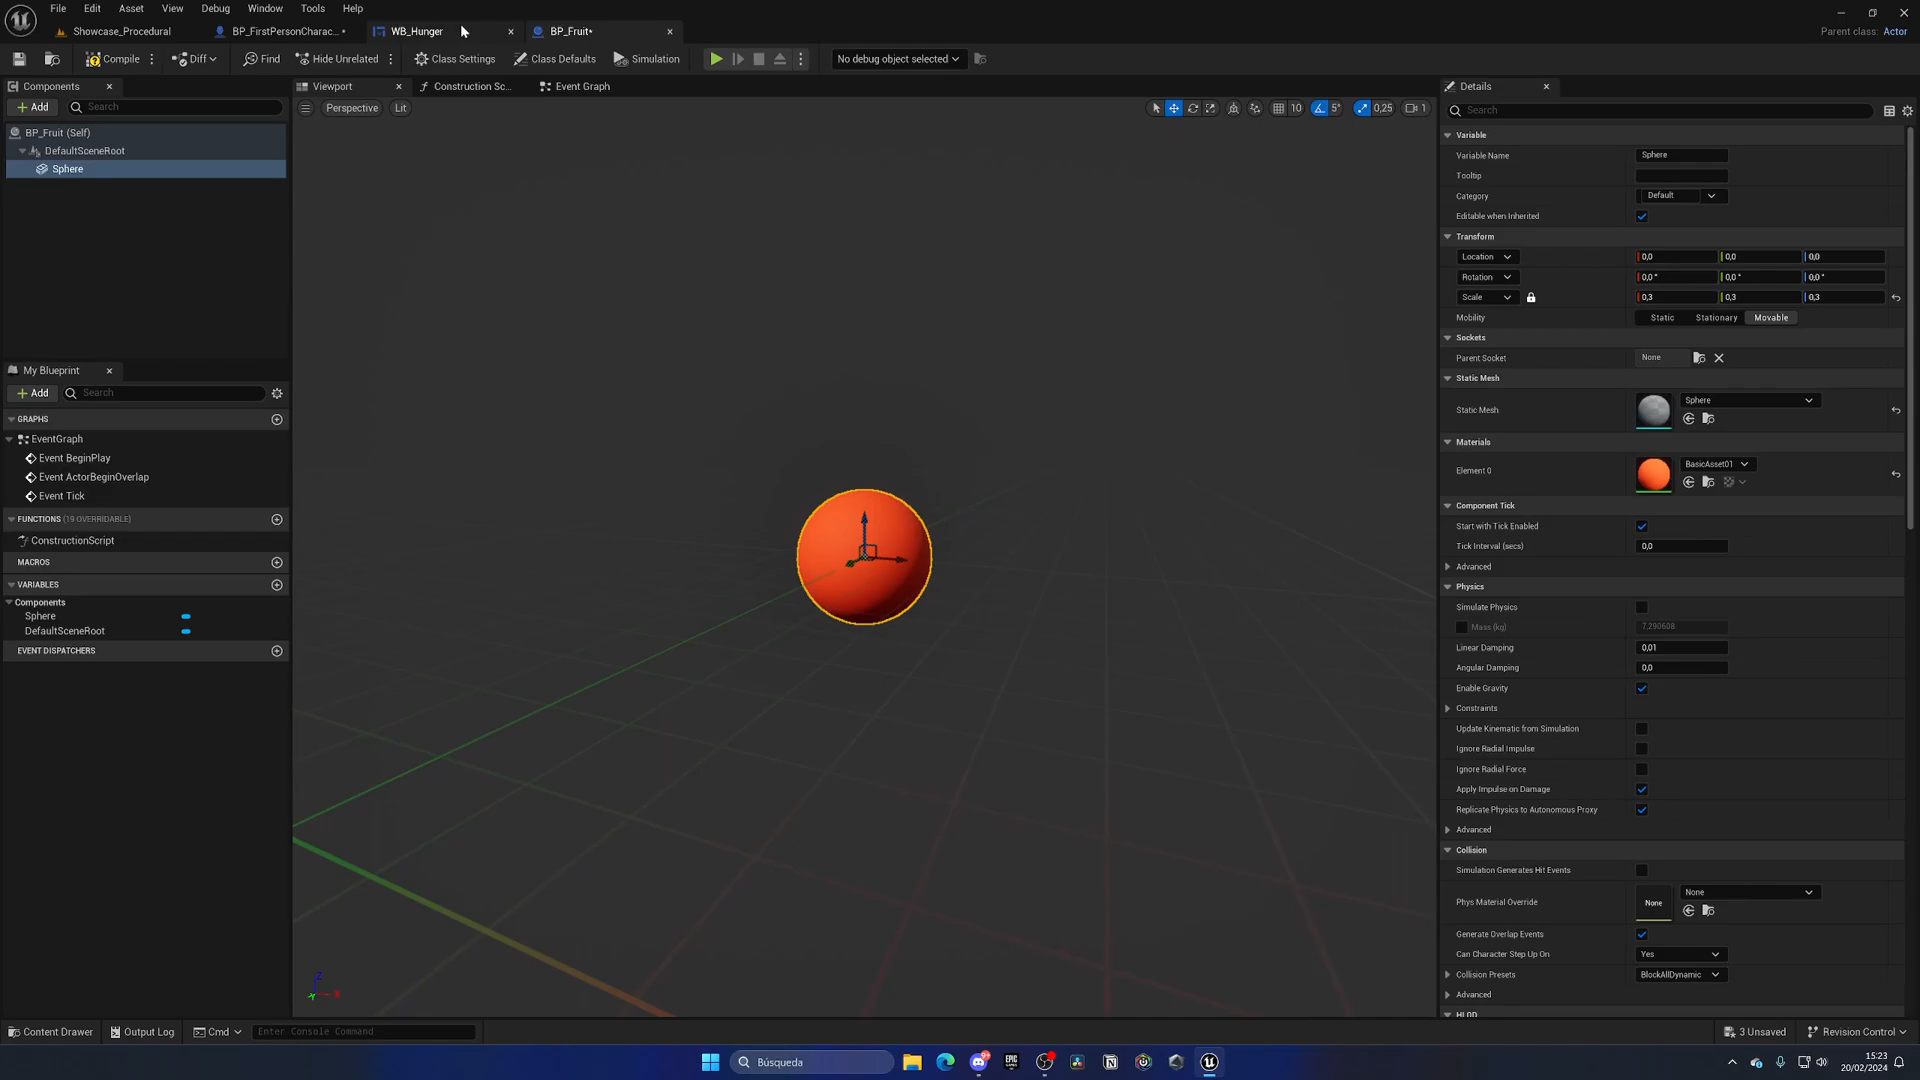 File Edit Asset View Debug Window Tools Help
Showcase_Procedural BP_FirstPersonCharac...* WB_Hunger BP_Fruit*
Parent class: Actor
Compile Diff Find Hide Unrelated Class Settings Class Defaults Simulation No debug object selected
Components
Add Search
BP_Fruit (Self)
DefaultSceneRoot
Sphere
My Blueprint
Add Search
GRAPHS
EventGraph
Event BeginPlay
Event ActorBeginOverlap
Event Tick
FUNCTIONS (19 OVERRIDABLE)
ConstructionScript
MACROS
VARIABLES
Components
Sphere
DefaultSceneRoot
EVENT DISPATCHERS
Viewport Construction Sc... Event Graph
Perspective Lit 10 5° 0,25 1
Z
X
Y
Details
Search
Variable
Variable Name Sphere
Tooltip
Category Default
Editable when Inherited
Transform
Location 0,0 0,0 0,0
Rotation 0,0 ° 0,0 ° 0,0 °
Scale 0,3 0,3 0,3
Mobility Static Stationary Movable
Sockets
Parent Socket None
Static Mesh
Static Mesh Sphere
Materials
Element 0 BasicAsset01
Component Tick
Start with Tick Enabled
Tick Interval (secs) 0,0
Advanced
Physics
Simulate Physics
Mass (kg) 7,290608
Linear Damping 0,01
Angular Damping 0,0
Enable Gravity
Constraints
Update Kinematic from Simulation
Ignore Radial Impulse
Ignore Radial Force
Apply Impulse on Damage
Replicate Physics to Autonomous Proxy
Advanced
Collision
Simulation Generates Hit Events
Phys Material Override None None
Generate Overlap Events
Can Character Step Up On Yes
Collision Presets BlockAllDynamic
Advanced
HLOD
Content Drawer Output Log Cmd Enter Console Command 3 Unsaved Revision Control
Búsqueda
EPIC GAMES
15:23
20/02/2024